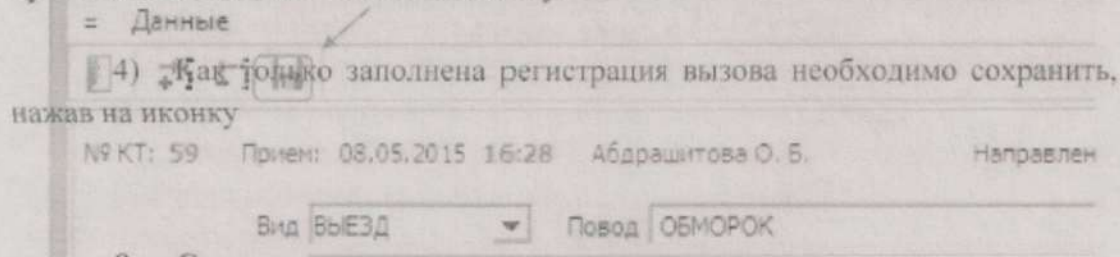 = Данные
4) Как только заполнена регистрация вызова необходимо сохранить,
нажав на иконку
№ КТ: 59 Прием: 08.05.2015 16:28 Абдрашитова О. Б. Направлен
Вид ВЫЕЗД Повод ОБМОРОК